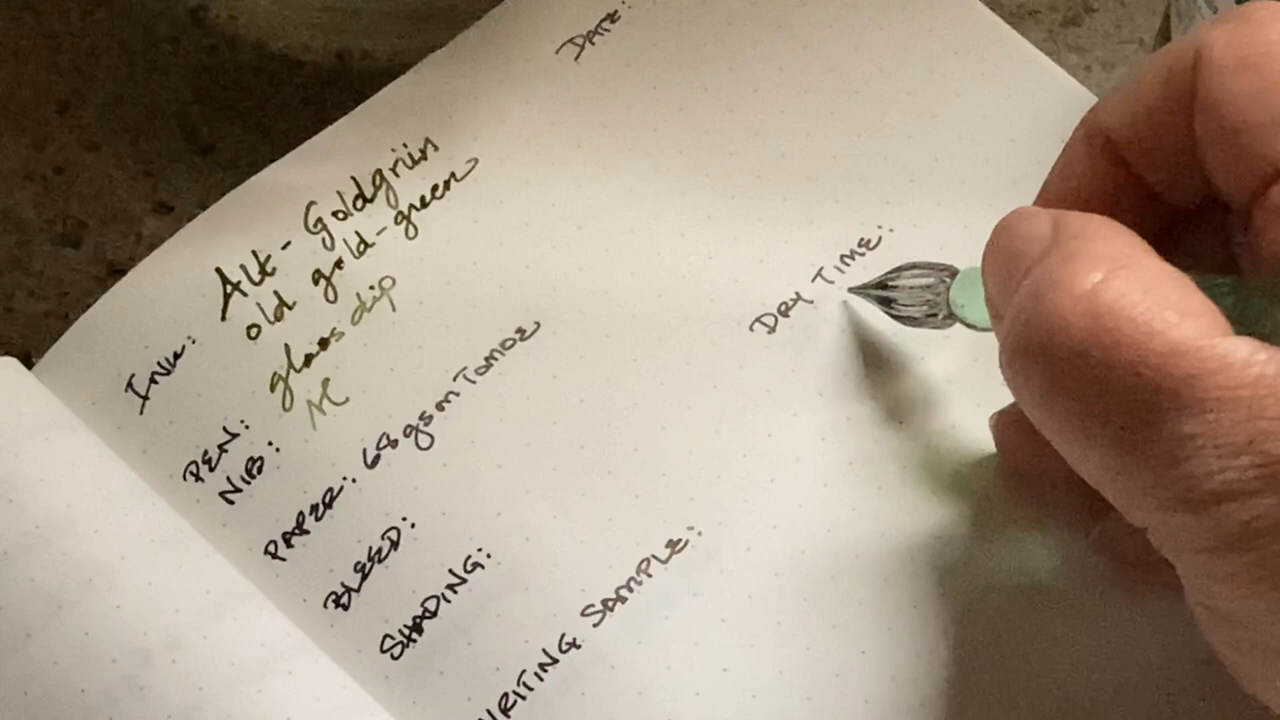 DATE:
INK: Alt-Goldgrün
old gold-green
PEN: glass dip
NIB:
PAPER: 68gsm TOMOE
DRY TIME:
BLEED:
SHADING:
WRITING SAMPLE: